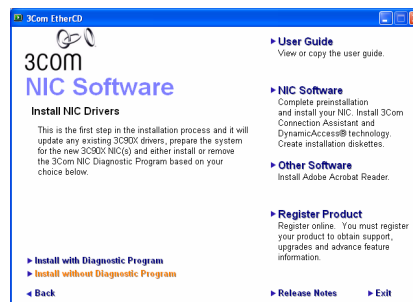 3Com EtherCD
3COM
NIC Software
Install NIC Drivers
This is the first step in the installation process and it will
update any existing 3C90X drivers, prepare the system
for the new 3C90X NIC(s) and either install or remove
the 3Com NIC Diagnostic Program based on your
choice below.
Install with Diagnostic Program
Install without Diagnostic Program
Back
User Guide
View or copy the user guide.
NIC Software
Complete preinstallation
and install your NIC. Install 3Com
Connection Assistant and
DynamicAccess® technology.
Create installation diskettes.
Other Software
Install Adobe Acrobat Reader.
Register Product
Register online. You must register
your product to obtain support,
upgrades and advance feature
information.
Release Notes
Exit